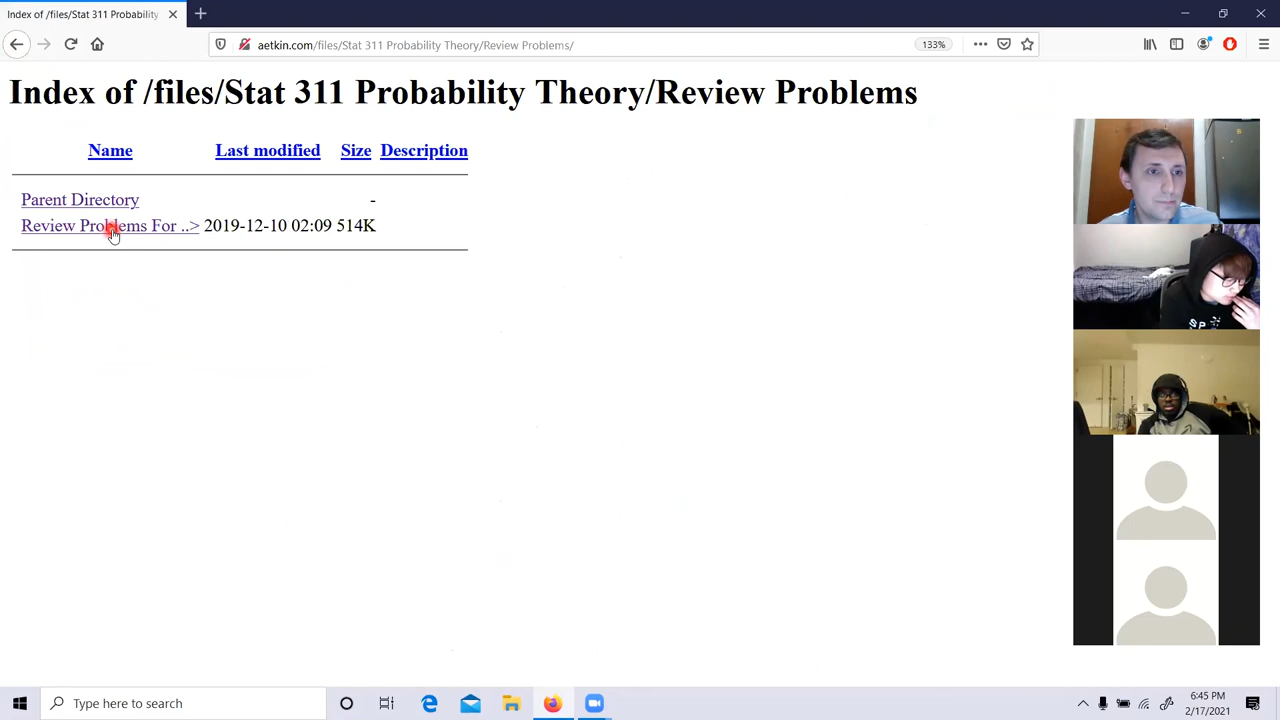 Index of /files/Stat 311 Probability
aetkin.com/files/Stat 311 Probability Theory/Review Problems/
133%
Index of /files/Stat 311 Probability Theory/Review Problems
Name Last modified Size Description
Parent Directory -
Review Problems For ..> 2019-12-10 02:09 514K
SP
Type here to search
6:45 PM
2/17/2021